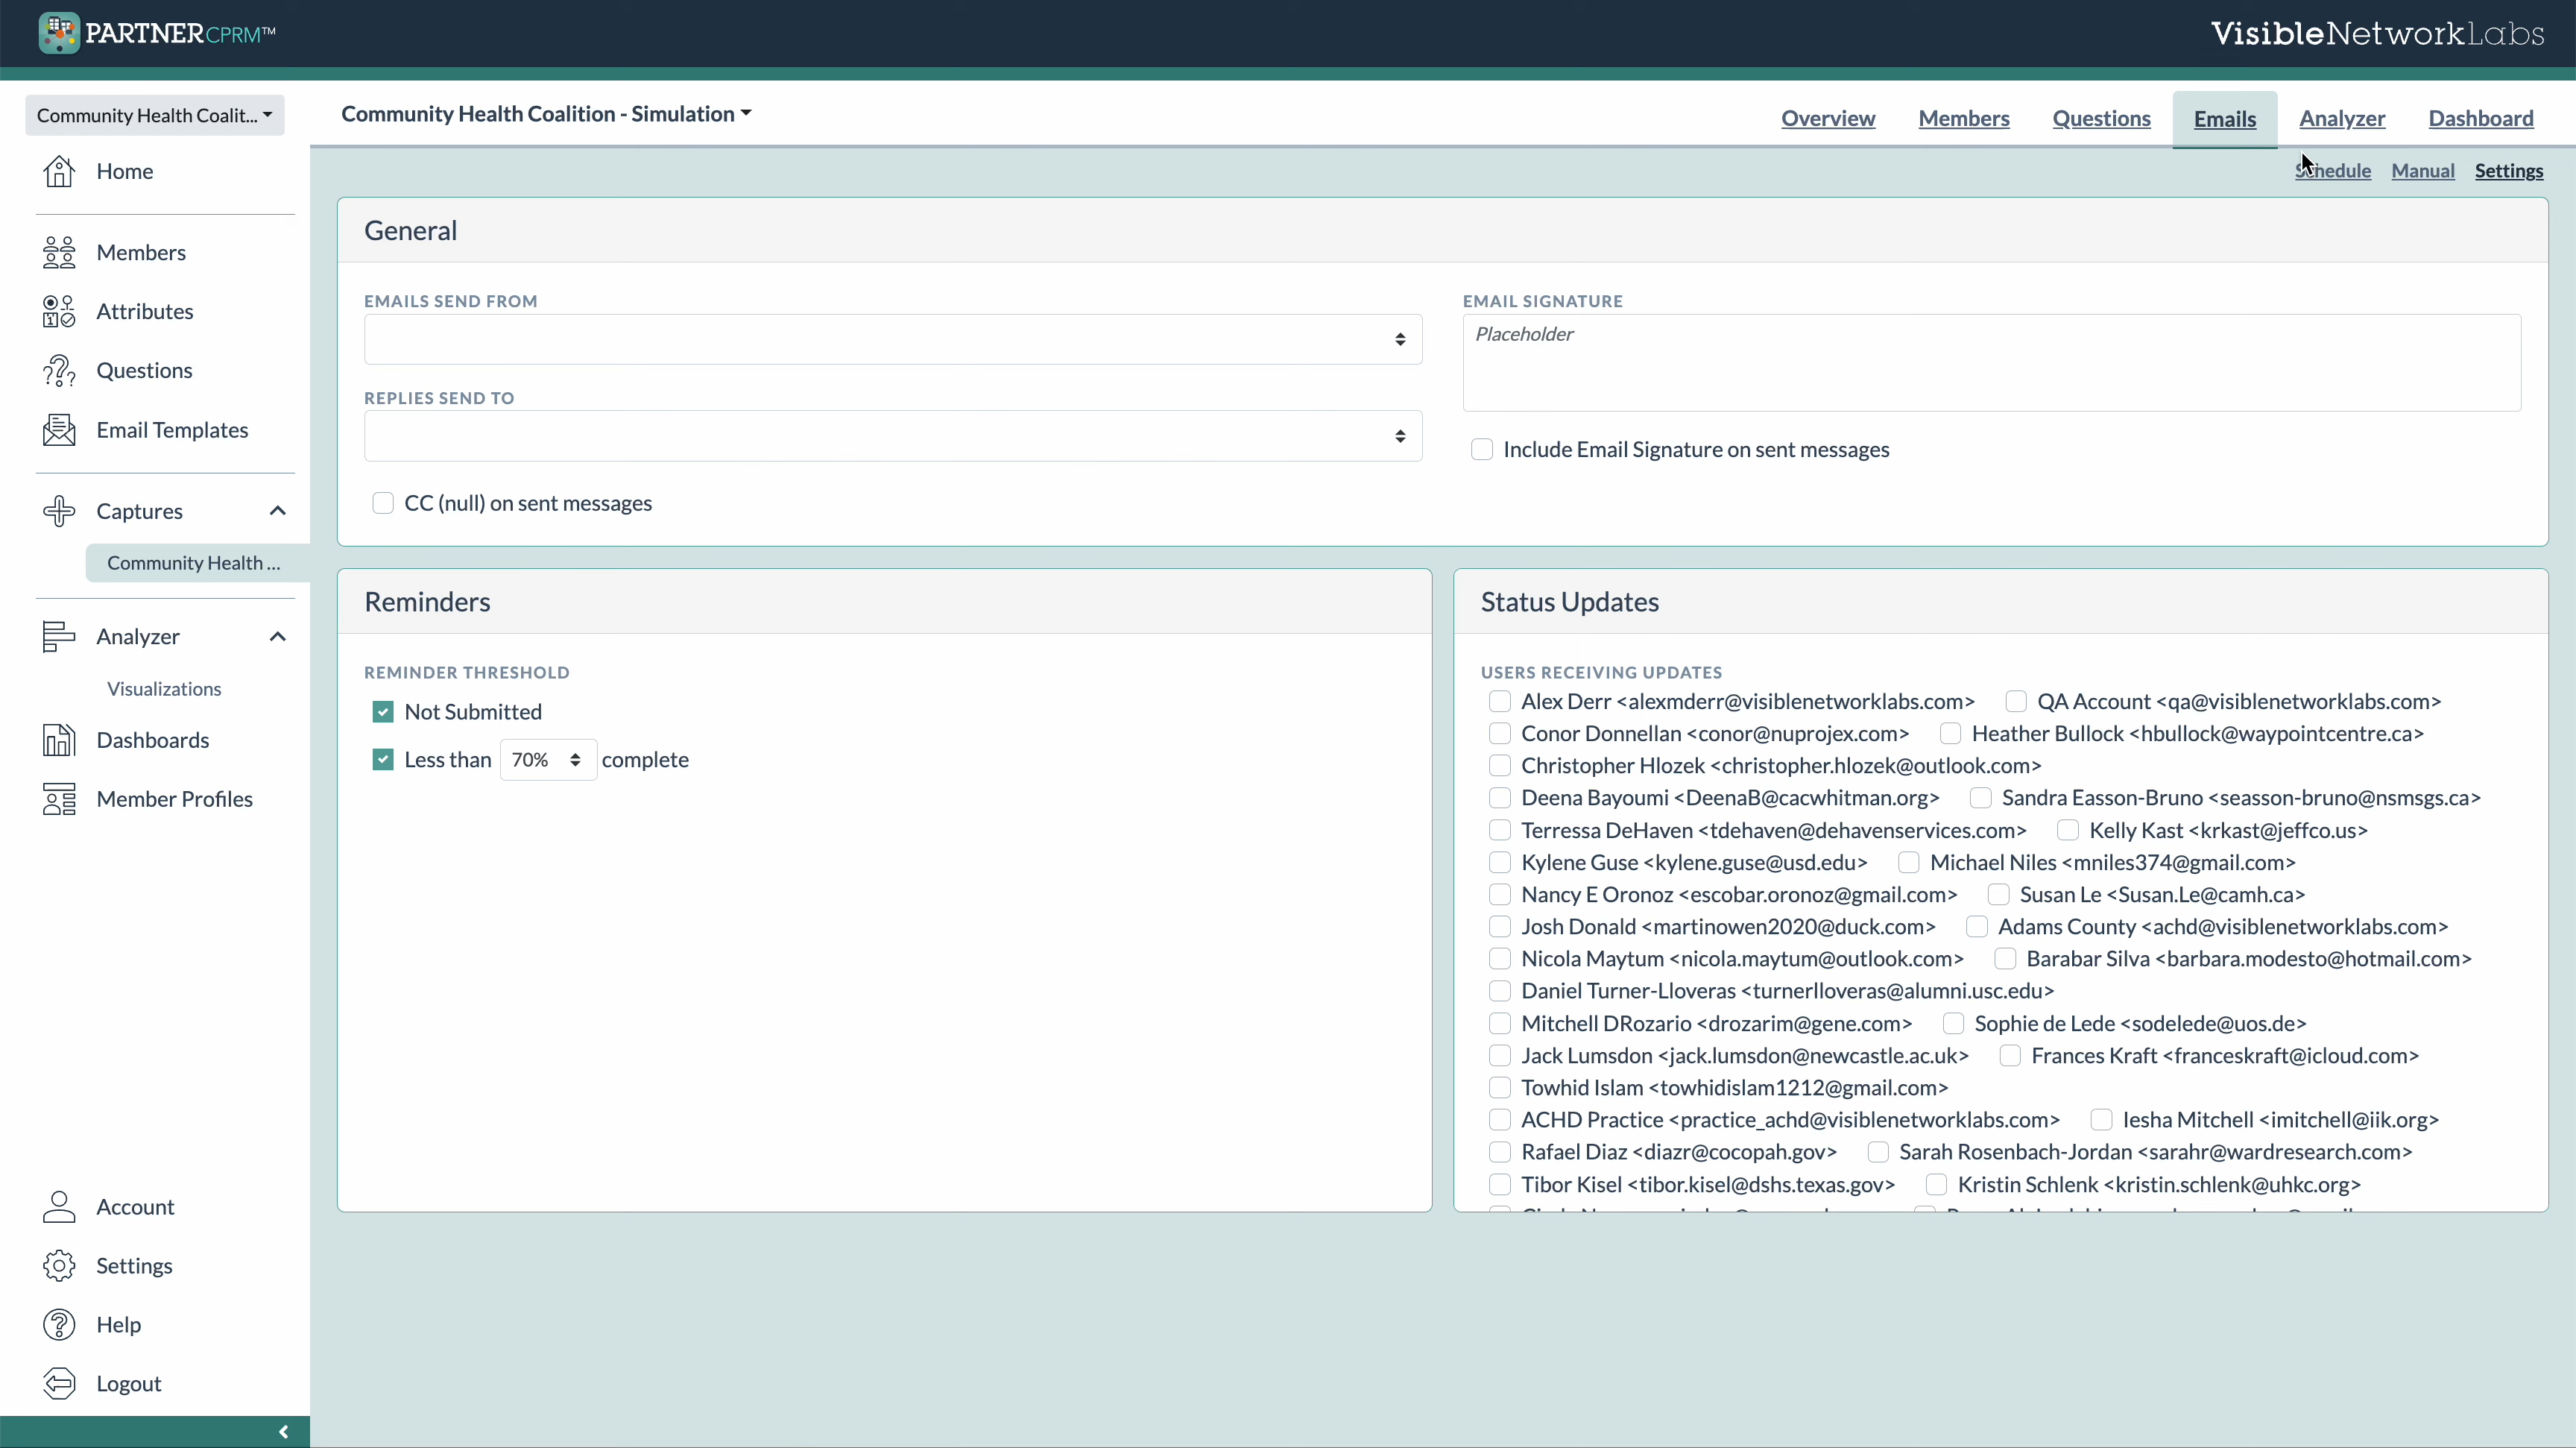 PARTNER CPRM™
VisibleNetworkLabs
Community Health Coalit...
Community Health Coalition - Simulation
Overview
Members
Questions
Emails
Analyzer
Dashboard
Schedule
Manual
Settings
Home
Members
Attributes
Questions
Email Templates
Captures
Community Health ...
Analyzer
Visualizations
Dashboards
Member Profiles
Account
Settings
Help
Logout
General
EMAILS SEND FROM
REPLIES SEND TO
CC (null) on sent messages
EMAIL SIGNATURE
Placeholder
Include Email Signature on sent messages
Reminders
REMINDER THRESHOLD
Not Submitted
Less than 70% complete
Status Updates
USERS RECEIVING UPDATES
Alex Derr <alexmderr@visiblenetworklabs.com> QA Account <qa@visiblenetworklabs.com>
Conor Donnellan <conor@nuprojex.com> Heather Bullock <hbullock@waypointcentre.ca>
Christopher Hlozek <christopher.hlozek@outlook.com>
Deena Bayoumi <DeenaB@cacwhitman.org> Sandra Easson-Bruno <seasson-bruno@nsmsgs.ca>
Terressa DeHaven <tdehaven@dehavenservices.com> Kelly Kast <krkast@jeffco.us>
Kylene Guse <kylene.guse@usd.edu> Michael Niles <mniles374@gmail.com>
Nancy E Oronoz <escobar.oronoz@gmail.com> Susan Le <Susan.Le@camh.ca>
Josh Donald <martinowen2020@duck.com> Adams County <achd@visiblenetworklabs.com>
Nicola Maytum <nicola.maytum@outlook.com> Barabar Silva <barbara.modesto@hotmail.com>
Daniel Turner-Lloveras <turnerlloveras@alumni.usc.edu>
Mitchell DRozario <drozarim@gene.com> Sophie de Lede <sodelede@uos.de>
Jack Lumsdon <jack.lumsdon@newcastle.ac.uk> Frances Kraft <franceskraft@icloud.com>
Towhid Islam <towhidislam1212@gmail.com>
ACHD Practice <practice_achd@visiblenetworklabs.com> Iesha Mitchell <imitchell@iik.org>
Rafael Diaz <diazr@cocopah.gov> Sarah Rosenbach-Jordan <sarahr@wardresearch.com>
Tibor Kisel <tibor.kisel@dshs.texas.gov> Kristin Schlenk <kristin.schlenk@uhkc.org>